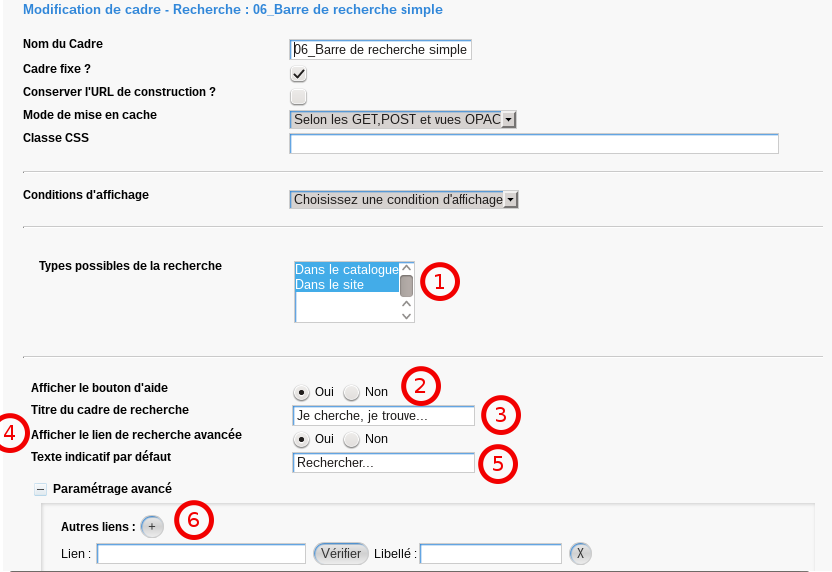 Modification de cadre - Recherche : 06_Barre de recherche simple
Nom du Cadre 06_Barre de recherche simple
Cadre fixe ?
Conserver l'URL de construction ?
Mode de mise en cache Selon les GET,POST et vues OPAC
Classe CSS
Conditions d'affichage Choisissez une condition d'affichage
Types possibles de la recherche Dans le catalogue 1
Dans le site
Afficher le bouton d'aide Oui Non 2
Titre du cadre de recherche Je cherche, je trouve... 3
4 Afficher le lien de recherche avancée Oui Non
Texte indicatif par défaut Rechercher... 5
Paramétrage avancé
Autres liens : + 6
Lien : Vérifier Libellé : X